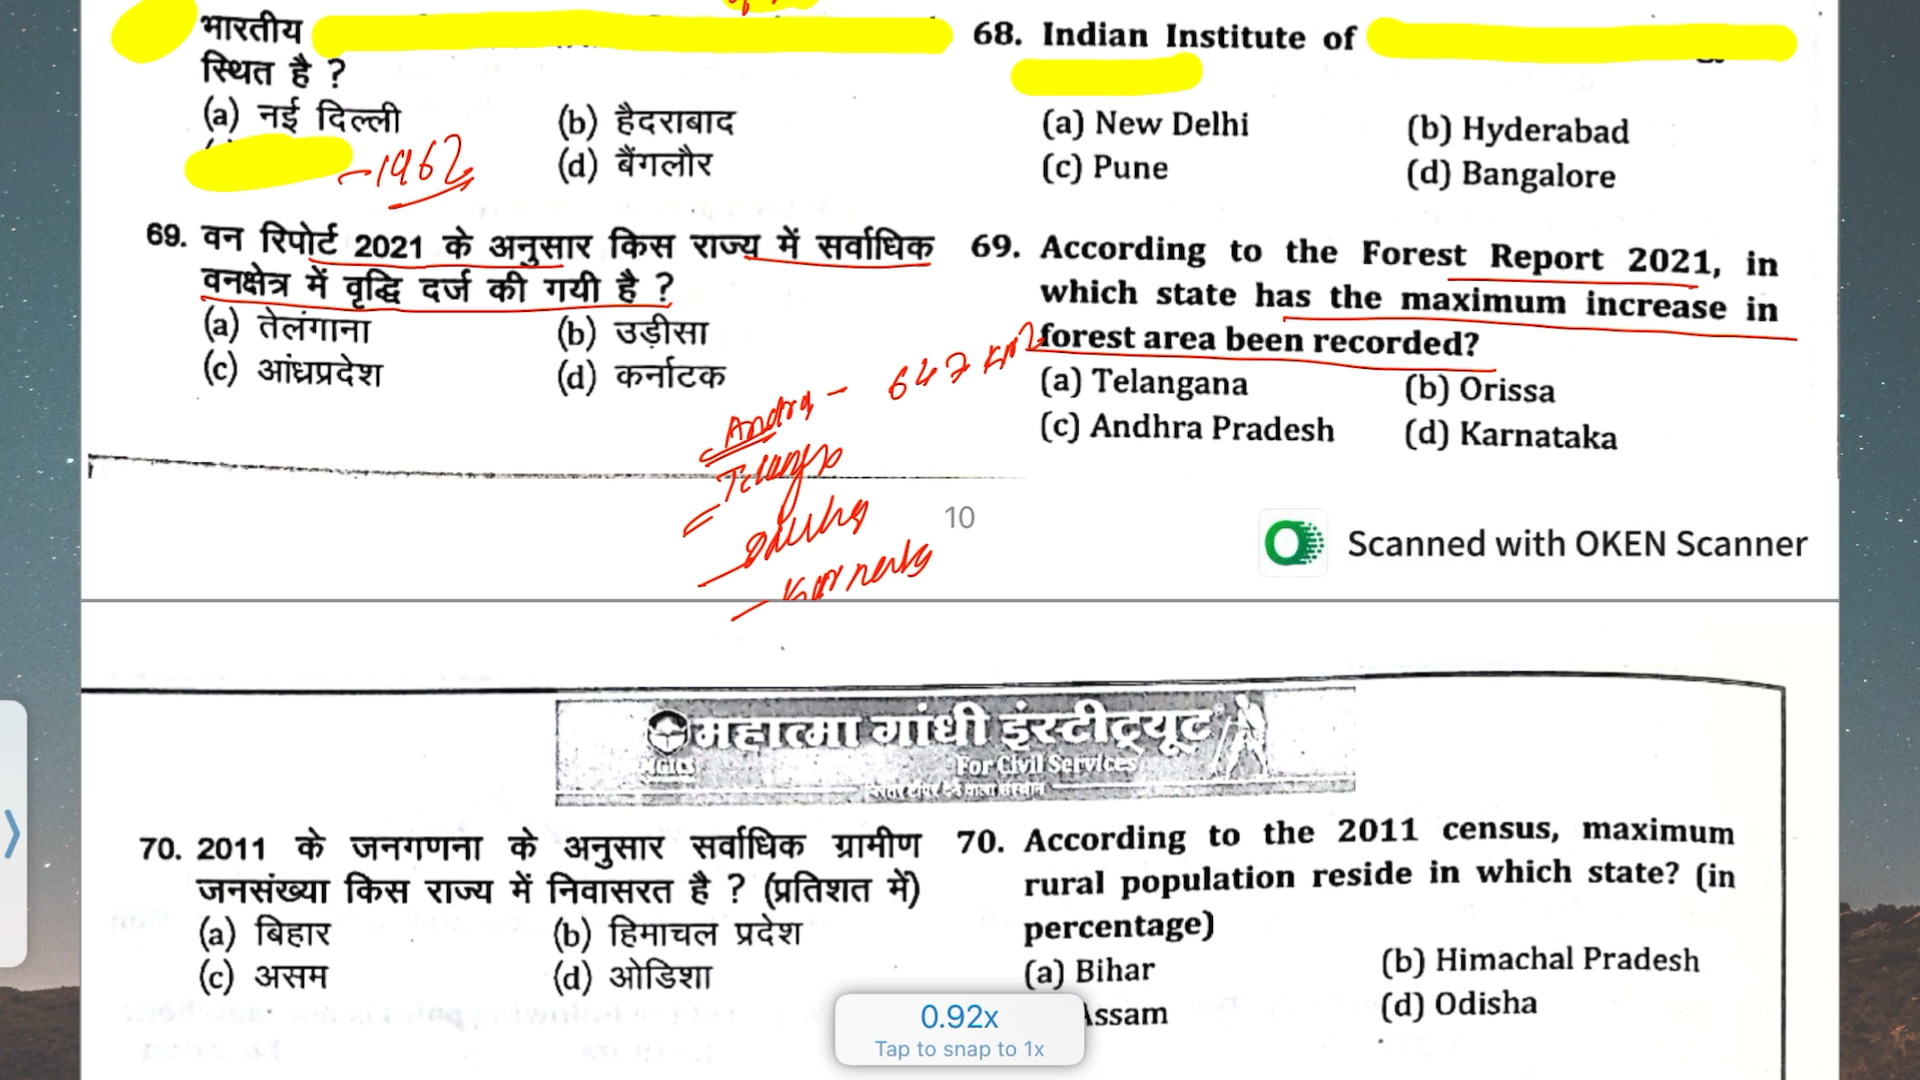 भारतीय
स्थित है ?
(a) नई दिल्ली (b) हैदराबाद
-1962 (d) बैंगलौर
68. Indian Institute of
(a) New Delhi (b) Hyderabad
(c) Pune (d) Bangalore
69. वन रिपोर्ट 2021 के अनुसार किस राज्य में सर्वाधिक
वनक्षेत्र में वृद्धि दर्ज की गयी है ?
(a) तेलंगाना (b) उड़ीसा
(c) आंध्रप्रदेश (d) कर्नाटक
69. According to the Forest Report 2021, in
which state has the maximum increase in
forest area been recorded?
(a) Telangana (b) Orissa
(c) Andhra Pradesh (d) Karnataka
Andra - 647 km2
10
Scanned with OKEN Scanner
महात्मा गांधी इंस्टीट्यूट
MGICS For Civil Services
70. 2011 के जनगणना के अनुसार सर्वाधिक ग्रामीण
जनसंख्या किस राज्य में निवासरत है ? (प्रतिशत में)
(a) बिहार (b) हिमाचल प्रदेश
(c) असम (d) ओडिशा
70. According to the 2011 census, maximum
rural population reside in which state? (in
percentage)
(a) Bihar (b) Himachal Pradesh
Assam (d) Odisha
0.92x
Tap to snap to 1x